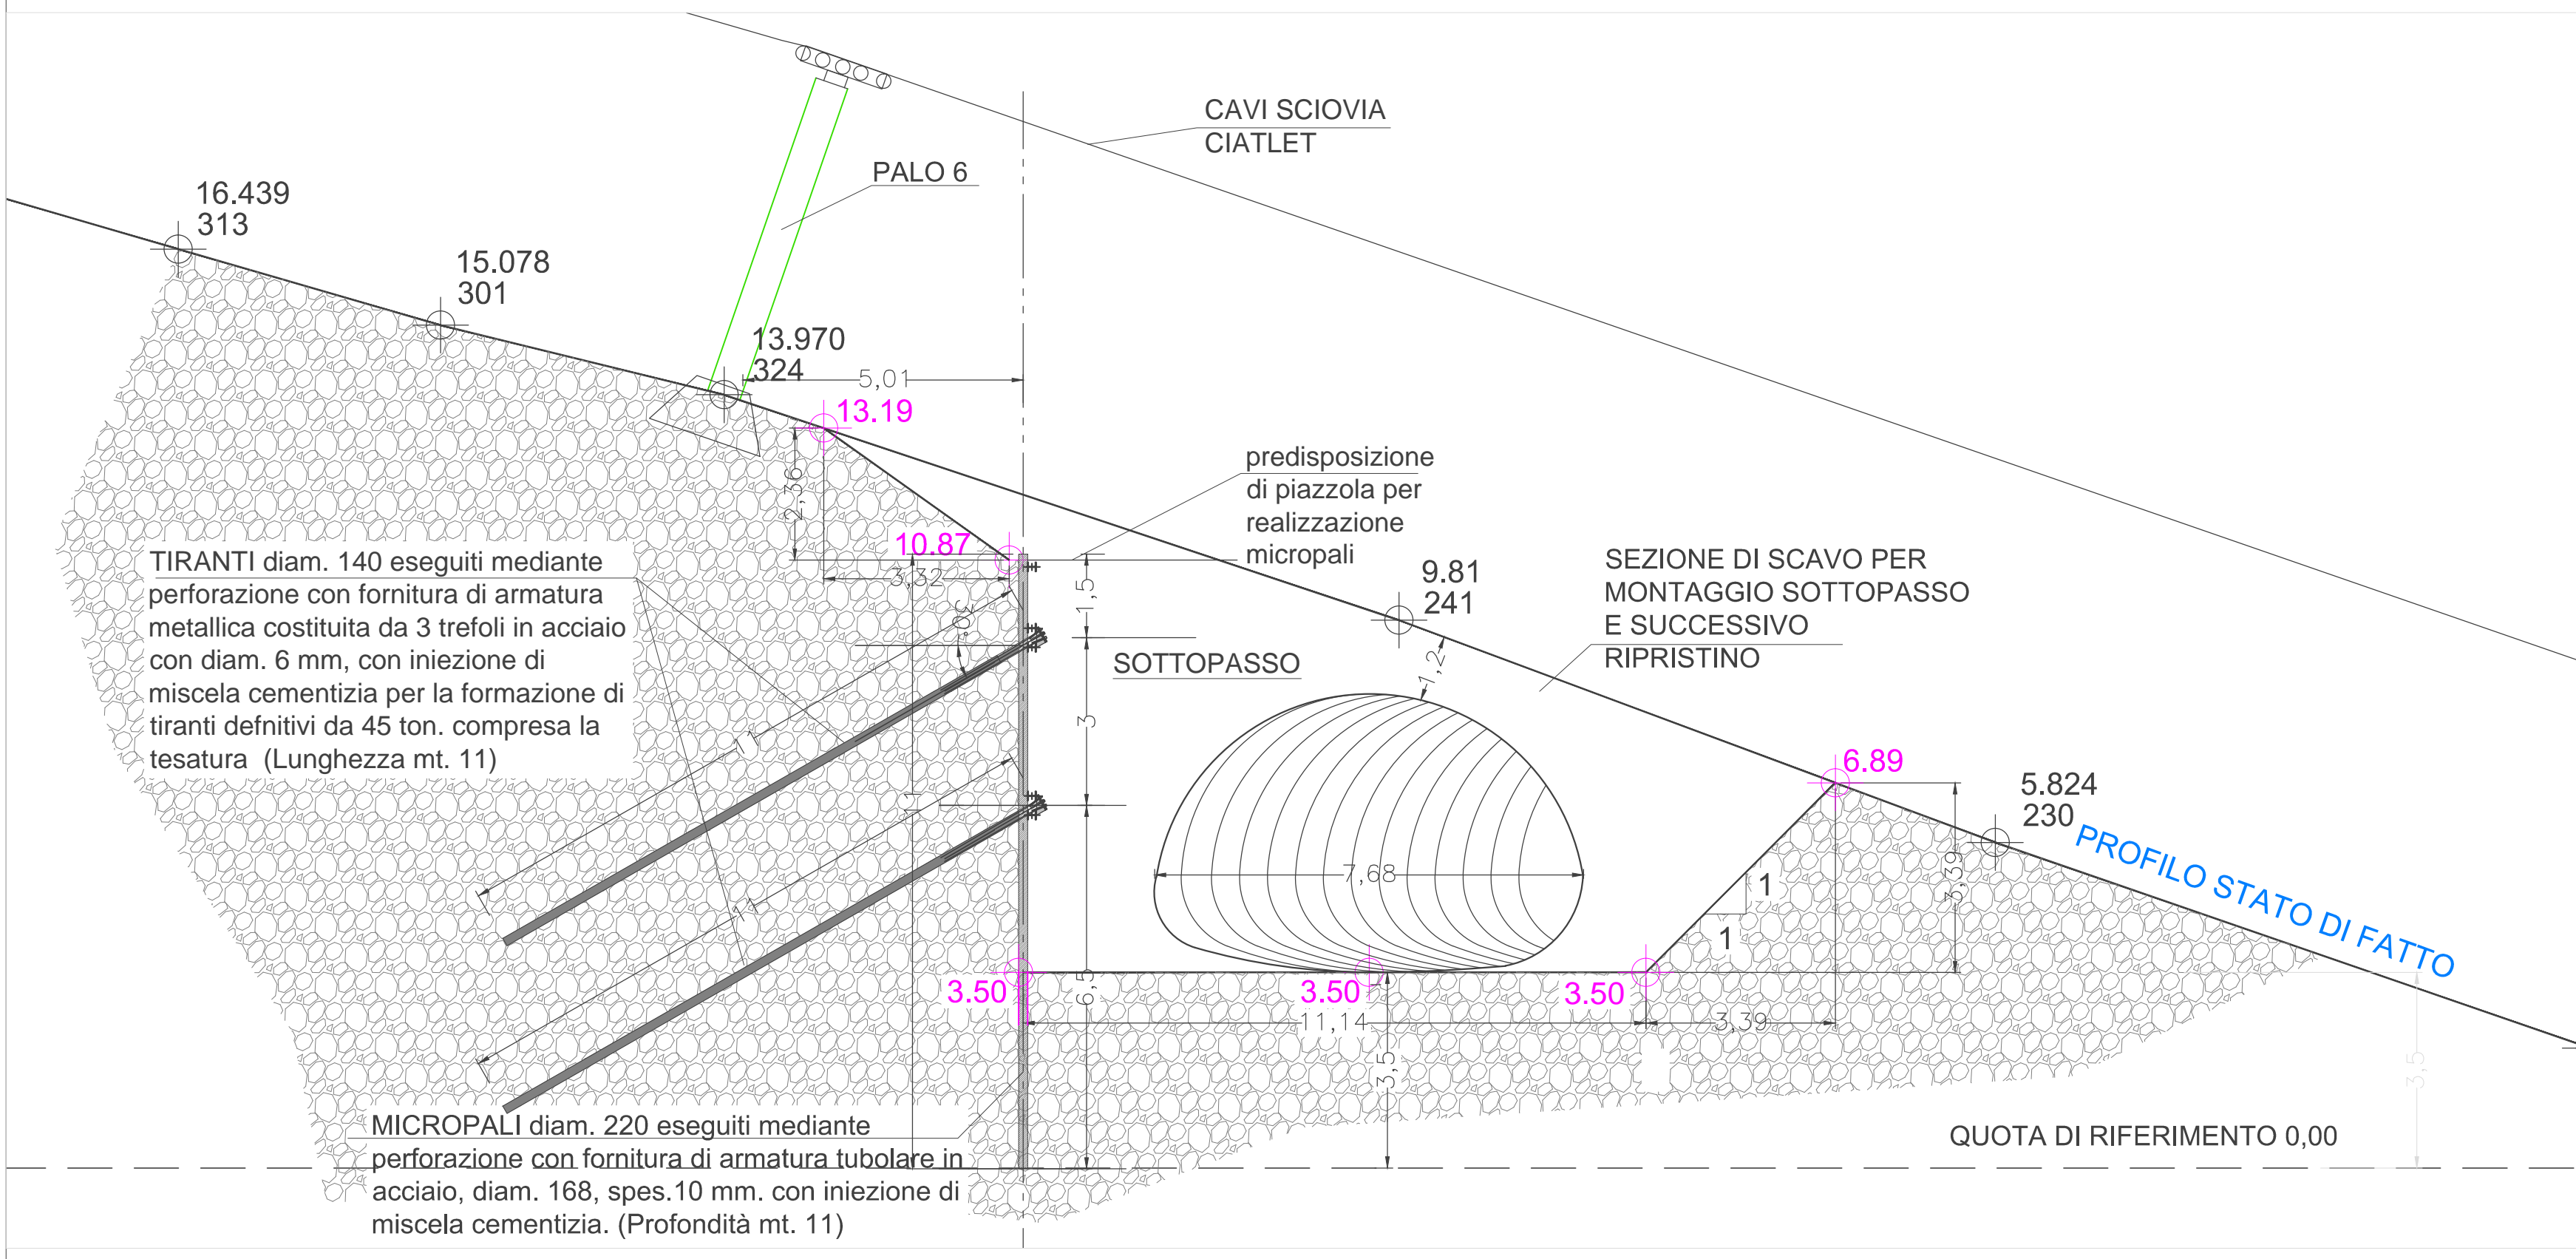 CAVI SCIOVIA
CIATLET
PALO 6
16.439
313
15.078
301
13.970
324
5,01
13.19
2,36
predisposizione
di piazzola per
realizzazione
micropali
10.87
3,32
1,5
30°
TIRANTI diam. 140 eseguiti mediante
perforazione con fornitura di armatura
metallica costituita da 3 trefoli in acciaio
con diam. 6 mm, con iniezione di
miscela cementizia per la formazione di
tiranti defnitivi da 45 ton. compresa la
tesatura (Lunghezza mt. 11)
9.81
241
SEZIONE DI SCAVO PER
MONTAGGIO SOTTOPASSO
E SUCCESSIVO
RIPRISTINO
SOTTOPASSO
1,2
3
11
11
11
6.89
5.824
230
PROFILO STATO DI FATTO
7,68
1
1
3,39
3.50
3.50
3.50
6,5
11,14
3,39
3,5
3,5
MICROPALI diam. 220 eseguiti mediante
perforazione con fornitura di armatura tubolare in
acciaio, diam. 168, spes.10 mm. con iniezione di
miscela cementizia. (Profondità mt. 11)
QUOTA DI RIFERIMENTO 0,00